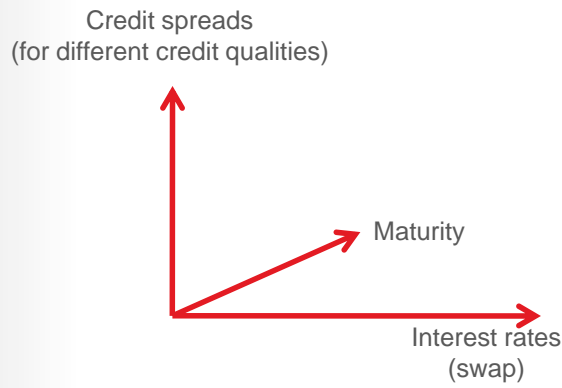 Credit spreads
(for different credit qualities)
Maturity
Interest rates
(swap)